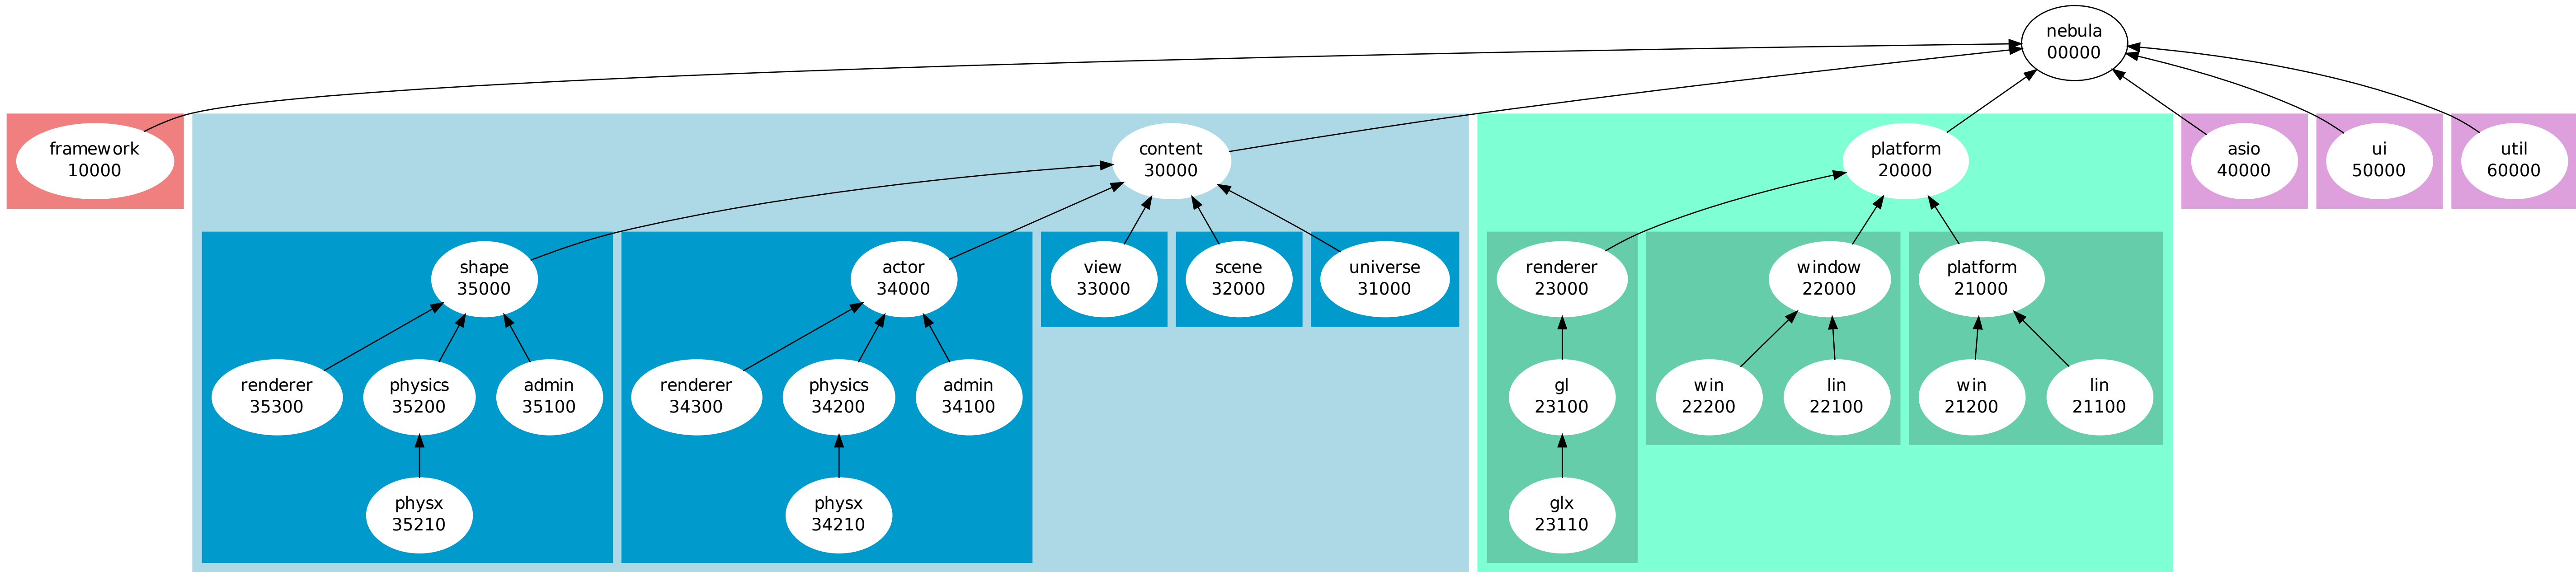 nebula
00000
framework
10000
content
30000
platform
20000
asio
40000
ui
50000
util
60000
shape
35000
actor
34000
view
33000
scene
32000
universe
31000
renderer
23000
window
22000
platform
21000
renderer
35300
physics
35200
admin
35100
renderer
34300
physics
34200
admin
34100
gl
23100
win
22200
lin
22100
win
21200
lin
21100
physx
35210
physx
34210
glx
23110